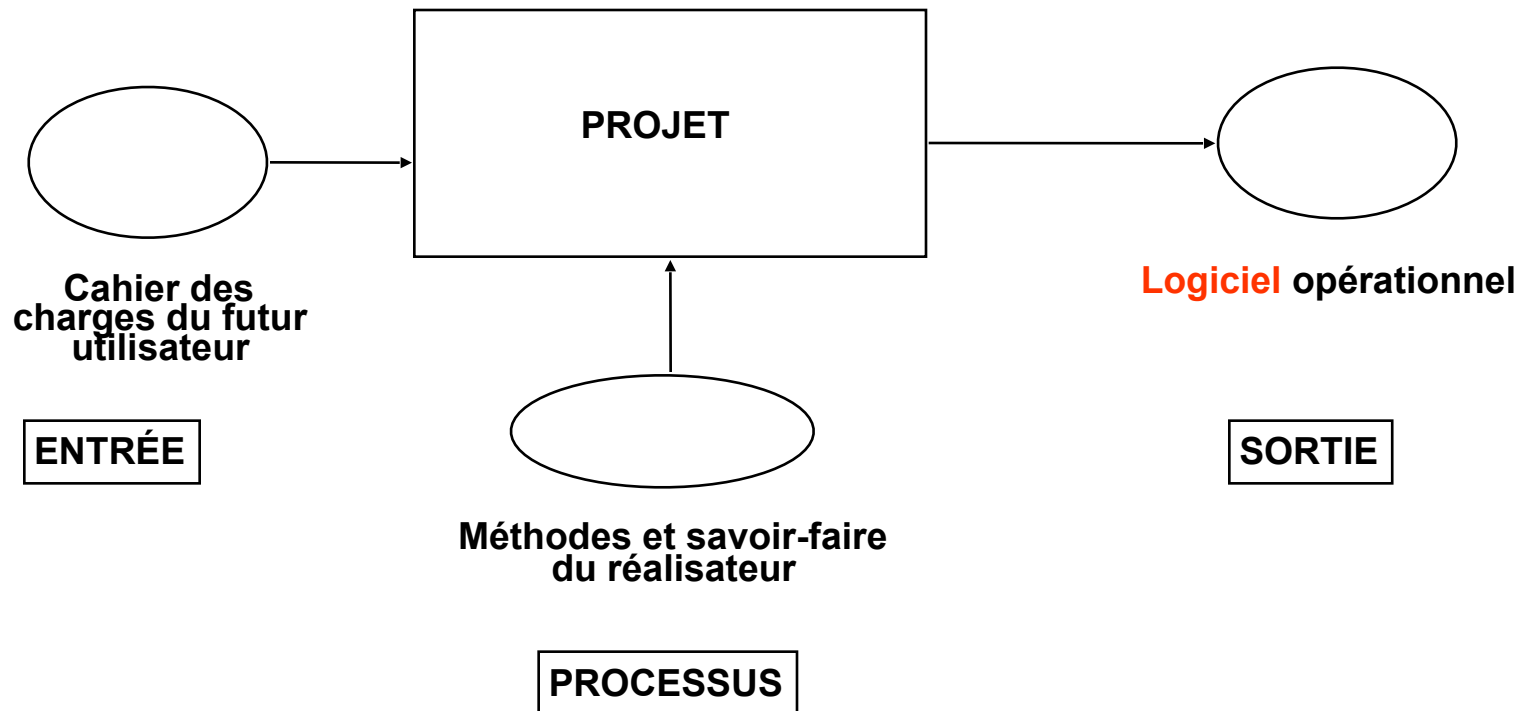 PROJET
Cahier des
charges du futur
utilisateur
Logiciel opérationnel
ENTRÉE
SORTIE
Méthodes et savoir-faire
du réalisateur
PROCESSUS